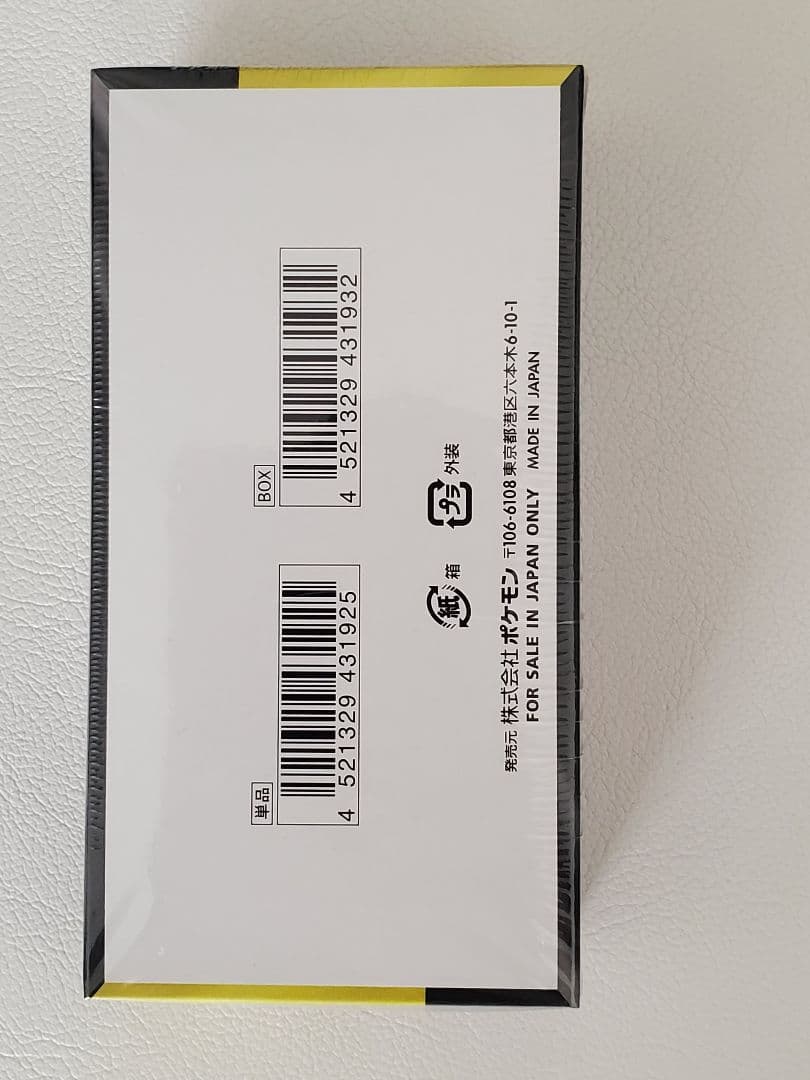 単品
4 521329 431925
BOX
4 521329 431932
紙 箱
プラ 外装
発売元 株式会社 ポケモン 〒106-6108 東京都港区六本木6-10-1
FOR SALE IN JAPAN ONLY MADE IN JAPAN